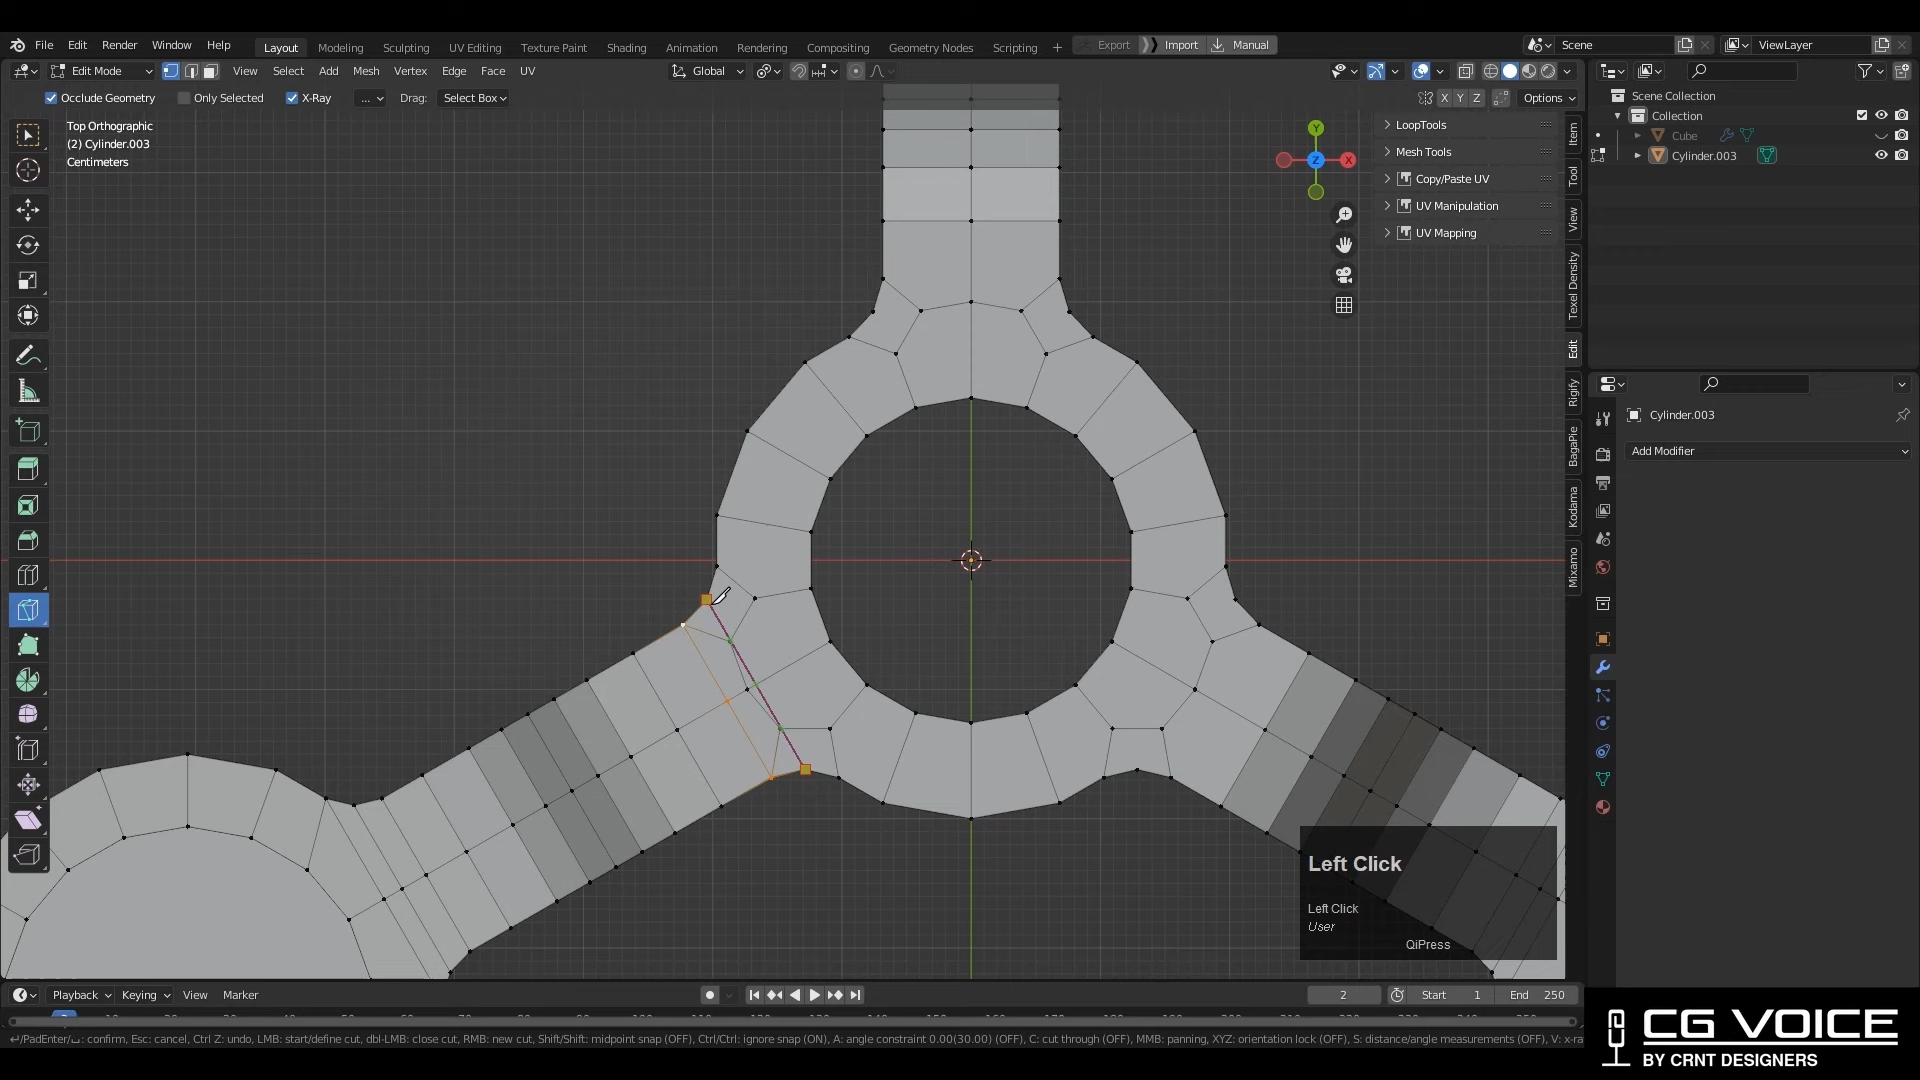 File Edit Render Window Help Layout Modeling Sculpting UV Editing Texture Paint Shading Animation Rendering Compositing Geometry Nodes Scripting + Export Import Manual Scene ViewLayer
Edit Mode View Select Add Mesh Vertex Edge Face UV Global
Occlude Geometry Only Selected X-Ray ... Drag: Select Box X Y Z Options
Top Orthographic
(2) Cylinder.003
Centimeters
Y
X
Z
LoopTools
Mesh Tools
Copy/Paste UV
UV Manipulation
UV Mapping
Item
Tool
View
Texel Density
Edit
Rigify
BagaPie
Kodama
Mixamo
Scene Collection
Collection
Cube
Cylinder.003
Cylinder.003
Add Modifier
Left Click
Left Click
User
QiPress
Playback Keying View Marker 2 Start 1 End 250
/PadEnter/: confirm, Esc: cancel, Ctrl Z: undo, LMB: start/define cut, dbl-LMB: close cut, RMB: new cut, Shift/Shift: midpoint snap (OFF), Ctrl/Ctrl: ignore snap (ON), A: angle constraint 0.00(30.00) (OFF), C: cut through (OFF), MMB: panning, XYZ: orientation lock (OFF), S: distance/angle measurements (OFF), V: x-ra
CG VOICE
BY CRNT DESIGNERS